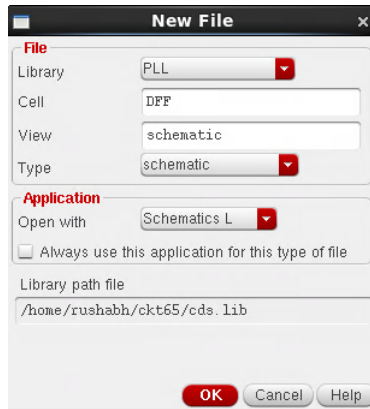 New File
File
Library PLL
Cell DFF
View schematic
Type schematic
Application
Open with Schematics L
Always use this application for this type of file
Library path file
/home/rushabh/ckt65/cds.lib
OK Cancel Help